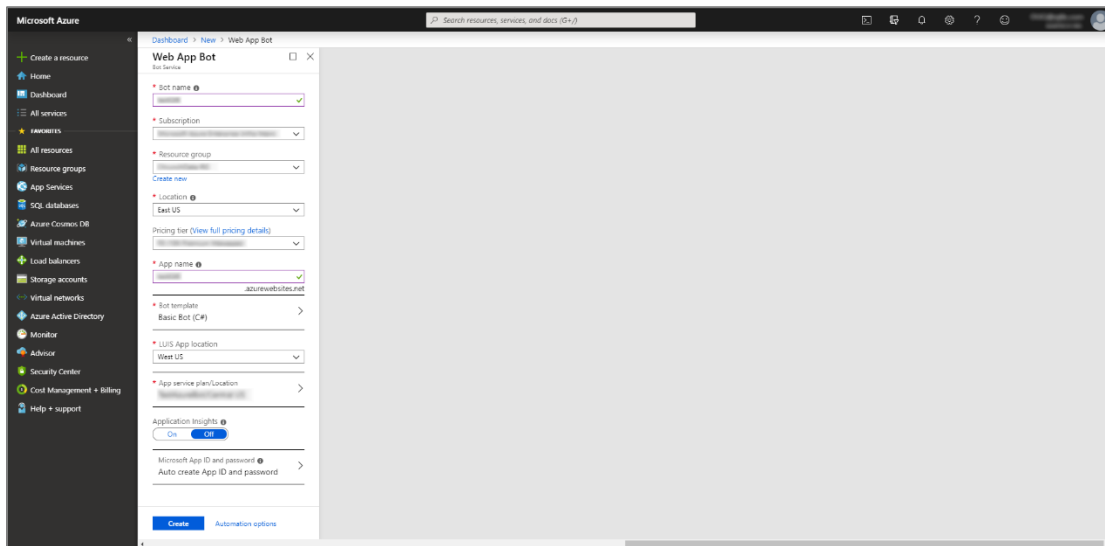 Microsoft Azure
Search resources, services, and docs (G+/)
Create a resource
Home
Dashboard
All services
FAVORITES
All resources
Resource groups
App Services
SQL databases
Azure Cosmos DB
Virtual machines
Load balancers
Storage accounts
Virtual networks
Azure Active Directory
Monitor
Advisor
Security Center
Cost Management + Billing
Help + support
Dashboard > New > Web App Bot
Web App Bot
Bot Service
* Bot name
* Subscription
* Resource group
Create new
* Location
East US
Pricing tier (View full pricing details)
* App name
.azurewebsites.net
* Bot template
Basic Bot (C#)
* LUIS App location
West US
* App service plan/Location
Application Insights
On Off
Microsoft App ID and password
Auto create App ID and password
Create Automation options